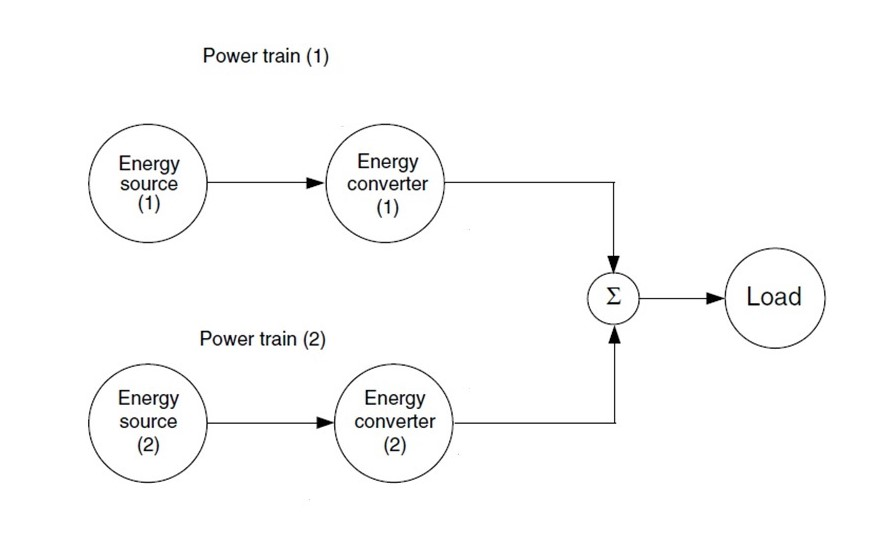 Power train (1)
Energy
source
(1)
Energy
converter
(1)
Σ
Load
Power train (2)
Energy
source
(2)
Energy
converter
(2)